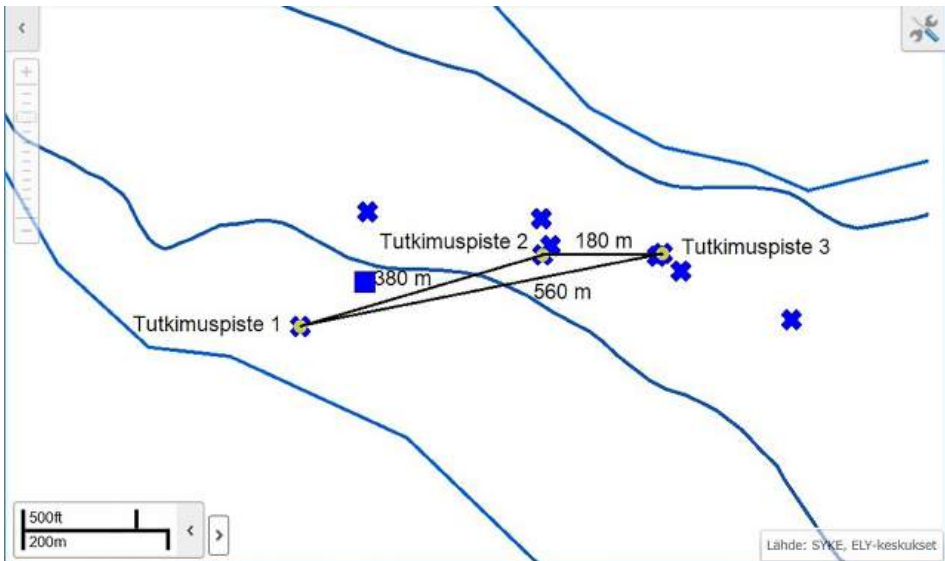 Tutkimuspiste 2
180 m
Tutkimuspiste 3
380 m
560 m
Tutkimuspiste 1
500ft
200m
Lähde: SYKE, ELY-keskukset